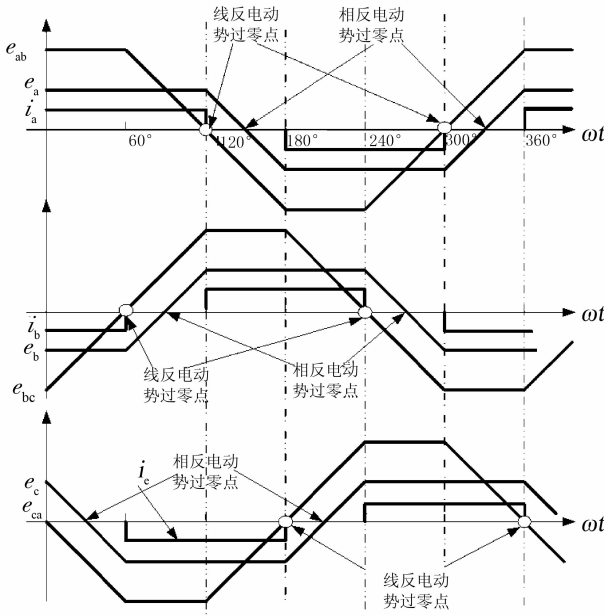 线反电动
势过零点
相反电动
势过零点
e_ab
e_a
i_a
60°
120°
180°
240°
300°
360°
ωt
i_b
e_b
e_bc
线反电动
势过零点
相反电动
势过零点
ωt
e_c
e_ca
i_e
相反电动
势过零点
线反电动
势过零点
ωt